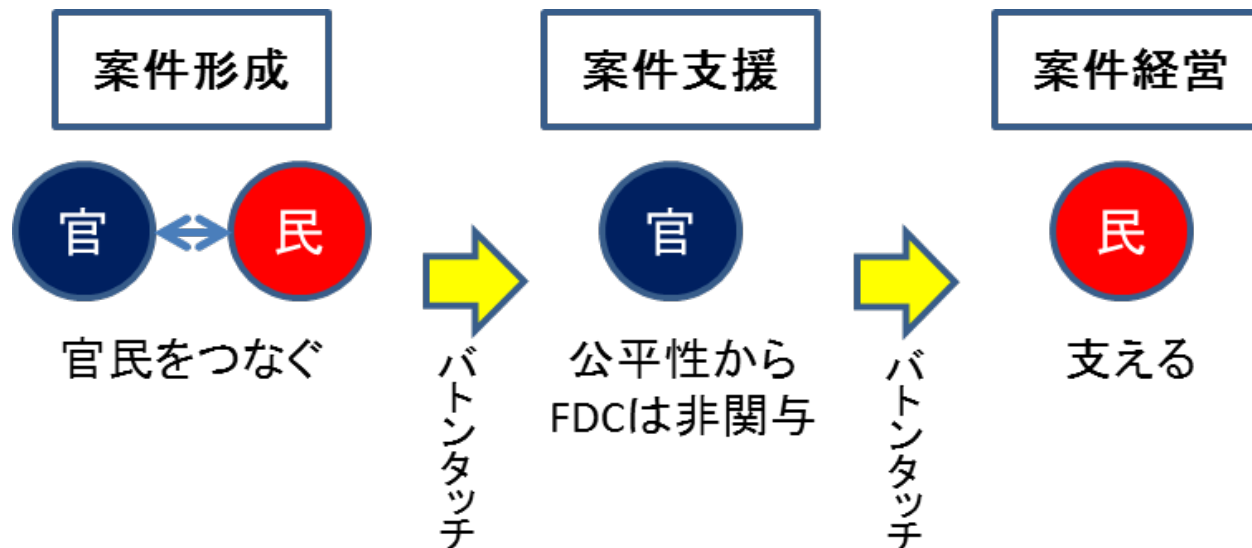 案件形成
案件支援
案件経営
官
民
官
民
官民をつなぐ
バトンタッチ
公平性から
FDCは非関与
バトンタッチ
支える